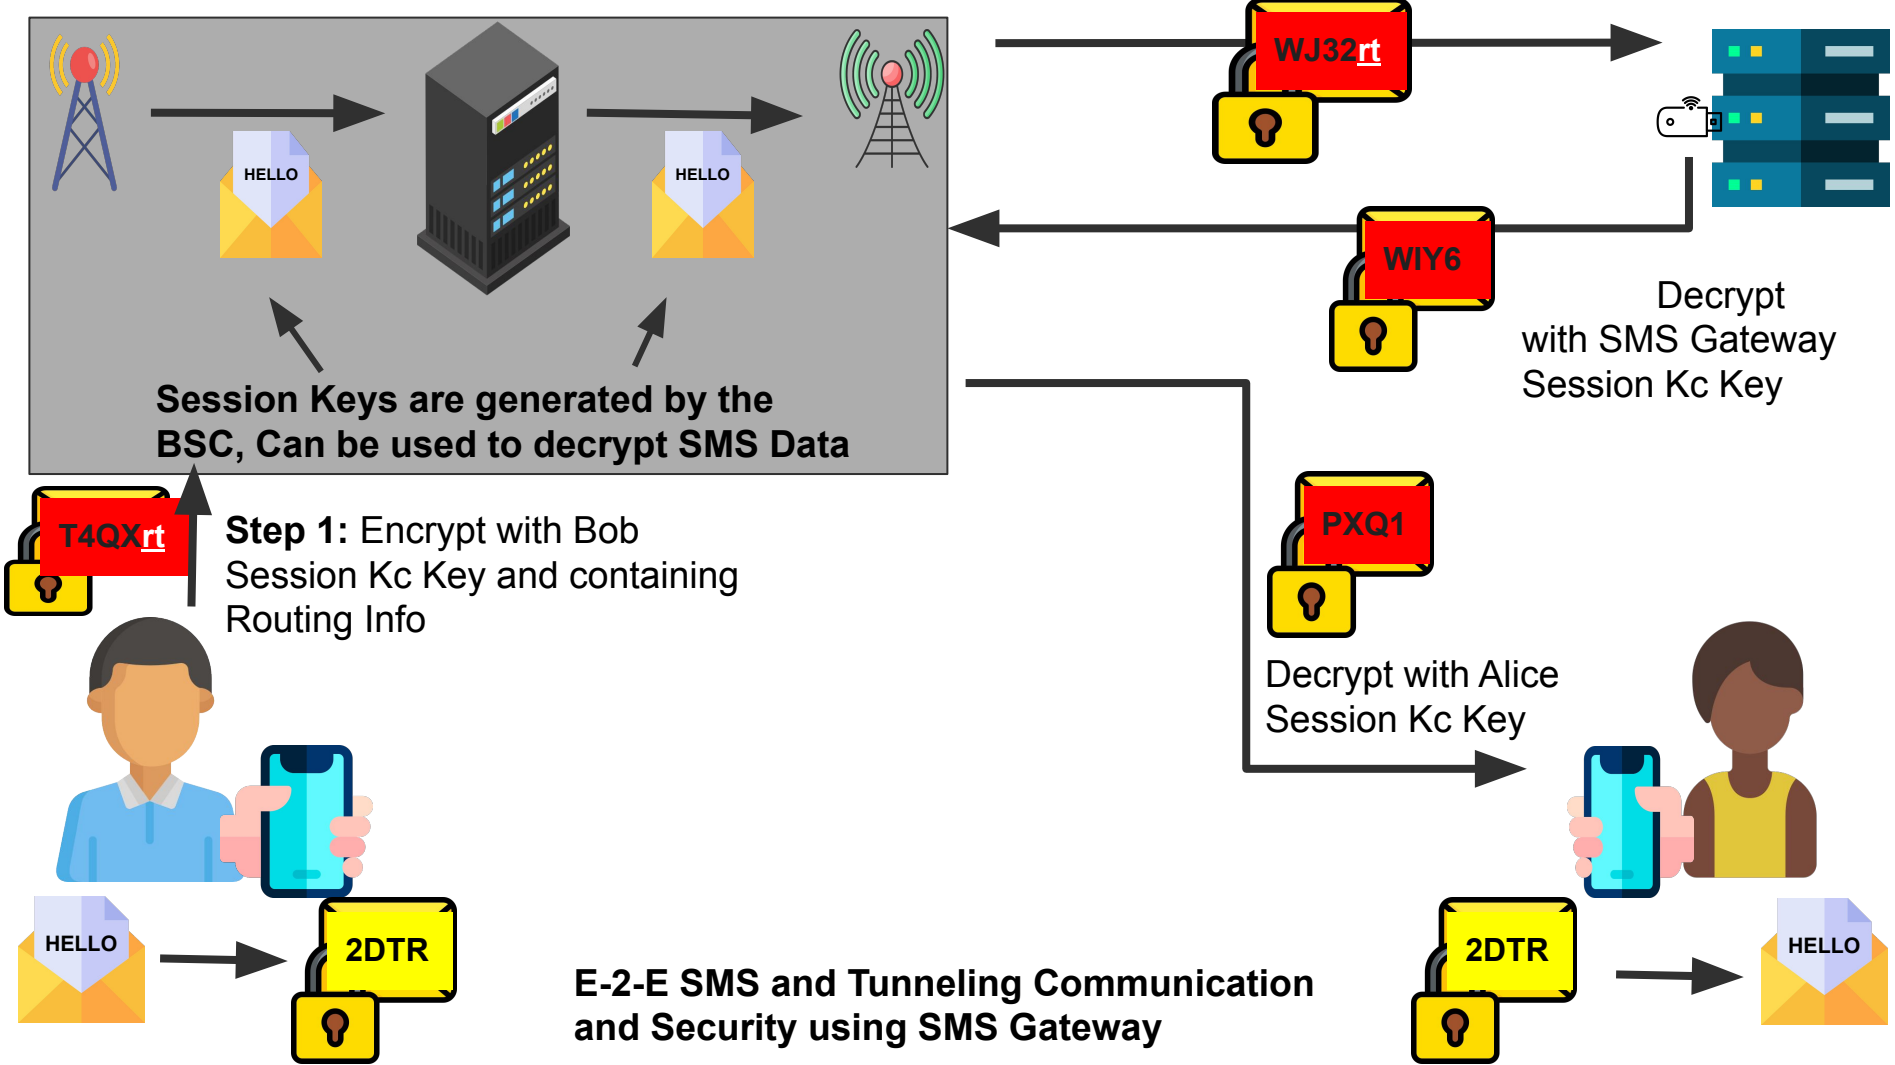 WJ32rt
HELLO
HELLO
WIY6
Decrypt
with SMS Gateway
Session Kc Key
Session Keys are generated by the
BSC, Can be used to decrypt SMS Data
T4QXrt
Step 1: Encrypt with Bob
Session Kc Key and containing
Routing Info
PXQ1
Decrypt with Alice
Session Kc Key
HELLO
2DTR
2DTR
HELLO
E-2-E SMS and Tunneling Communication
and Security using SMS Gateway